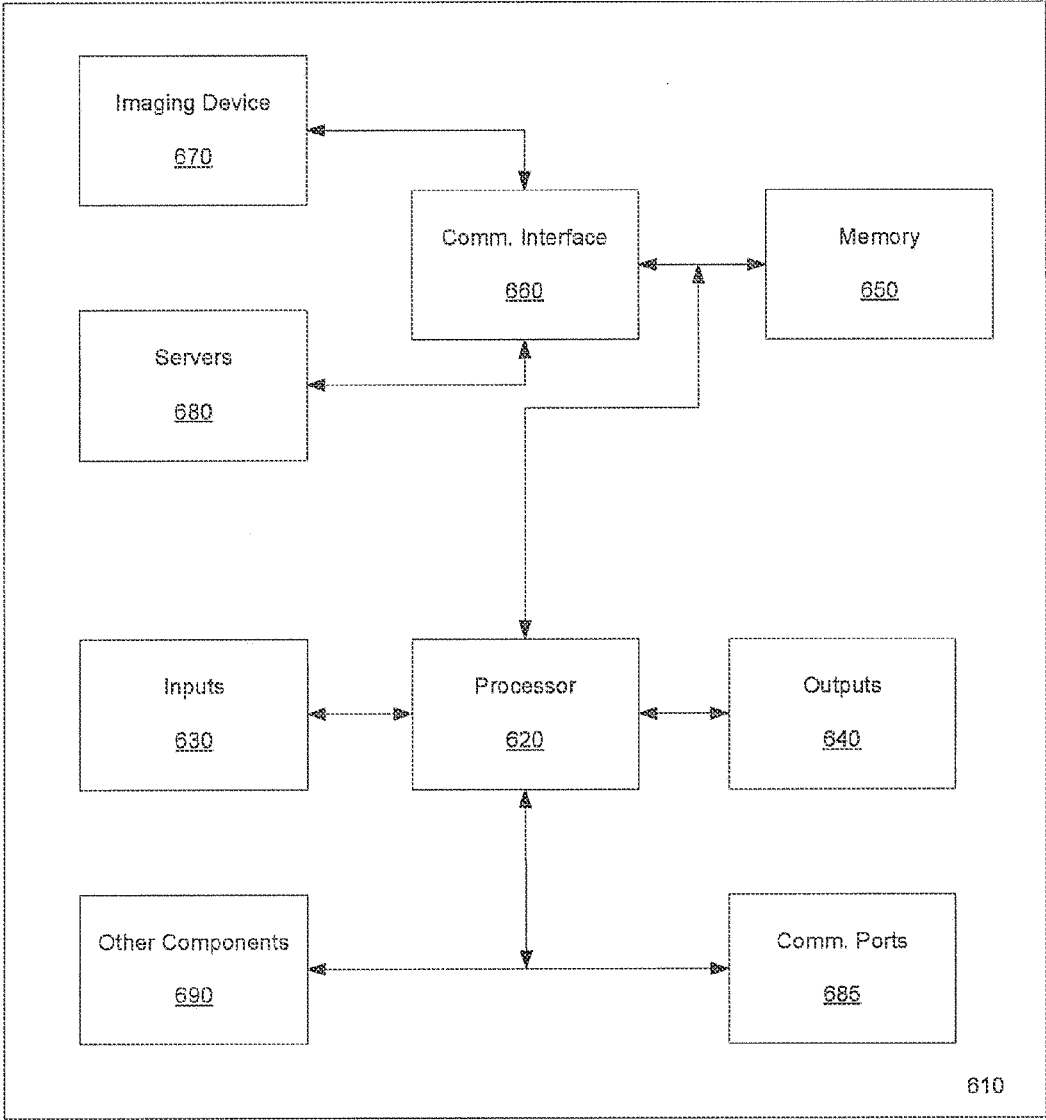 Imaging Device
670
Comm. Interface
660
Memory
650
Servers
680
Inputs
630
Processor
620
Outputs
640
Other Components
690
Comm. Ports
685
610